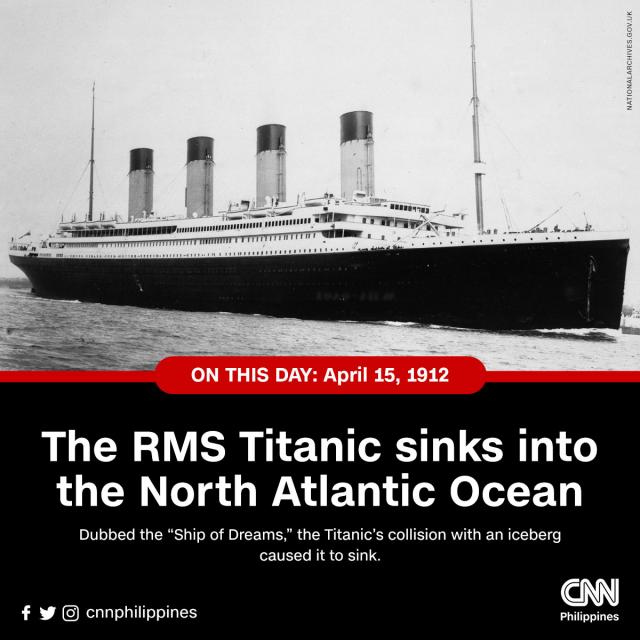 NATIONALARCHIVES.GOV.UK
ON THIS DAY: April 15, 1912
The RMS Titanic sinks into
the North Atlantic Ocean
Dubbed the “Ship of Dreams,” the Titanic’s collision with an iceberg
caused it to sink.
cnnphilippines
CNN
Philippines